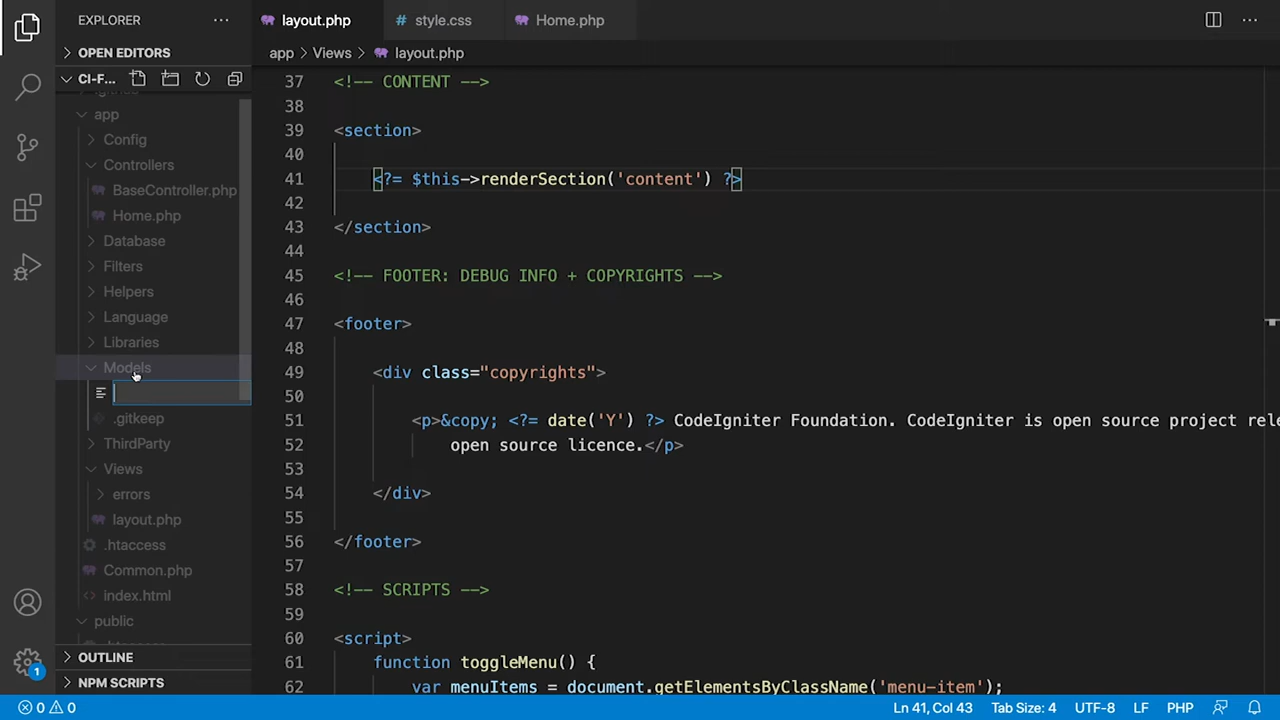 EXPLORER
OPEN EDITORS
CI-F...
app
Config
Controllers
BaseController.php
Home.php
Database
Filters
Helpers
Language
Libraries
Models
.gitkeep
ThirdParty
Views
errors
layout.php
.htaccess
Common.php
index.html
public
OUTLINE
NPM SCRIPTS
layout.php
# style.css
Home.php
app > Views > layout.php
37 <!-- CONTENT -->
38
39 <section>
40
41 <?= $this->renderSection('content') ?>
42
43 </section>
44
45 <!-- FOOTER: DEBUG INFO + COPYRIGHTS -->
46
47 <footer>
48
49 <div class="copyrights">
50
51 <p>&copy; <?= date('Y') ?> CodeIgniter Foundation. CodeIgniter is open source project rele
52 open source licence.</p>
53
54 </div>
55
56 </footer>
57
58 <!-- SCRIPTS -->
59
60 <script>
61 function toggleMenu() {
62 var menuItems = document.getElementsByClassName('menu-item');
1
0 0
Ln 41, Col 43
Tab Size: 4
UTF-8
LF
PHP